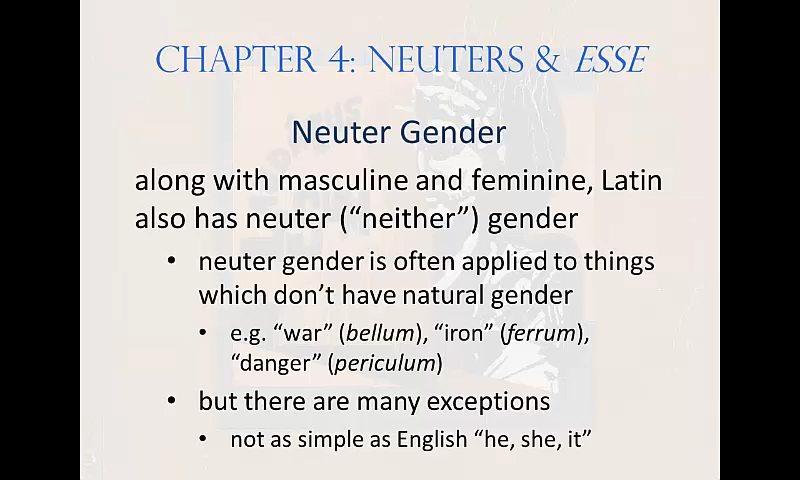 CHAPTER 4: NEUTERS & ESSE
Neuter Gender
along with masculine and feminine, Latin
also has neuter (“neither”) gender
• neuter gender is often applied to things
which don’t have natural gender
• e.g. “war” (bellum), “iron” (ferrum),
“danger” (periculum)
• but there are many exceptions
• not as simple as English “he, she, it”